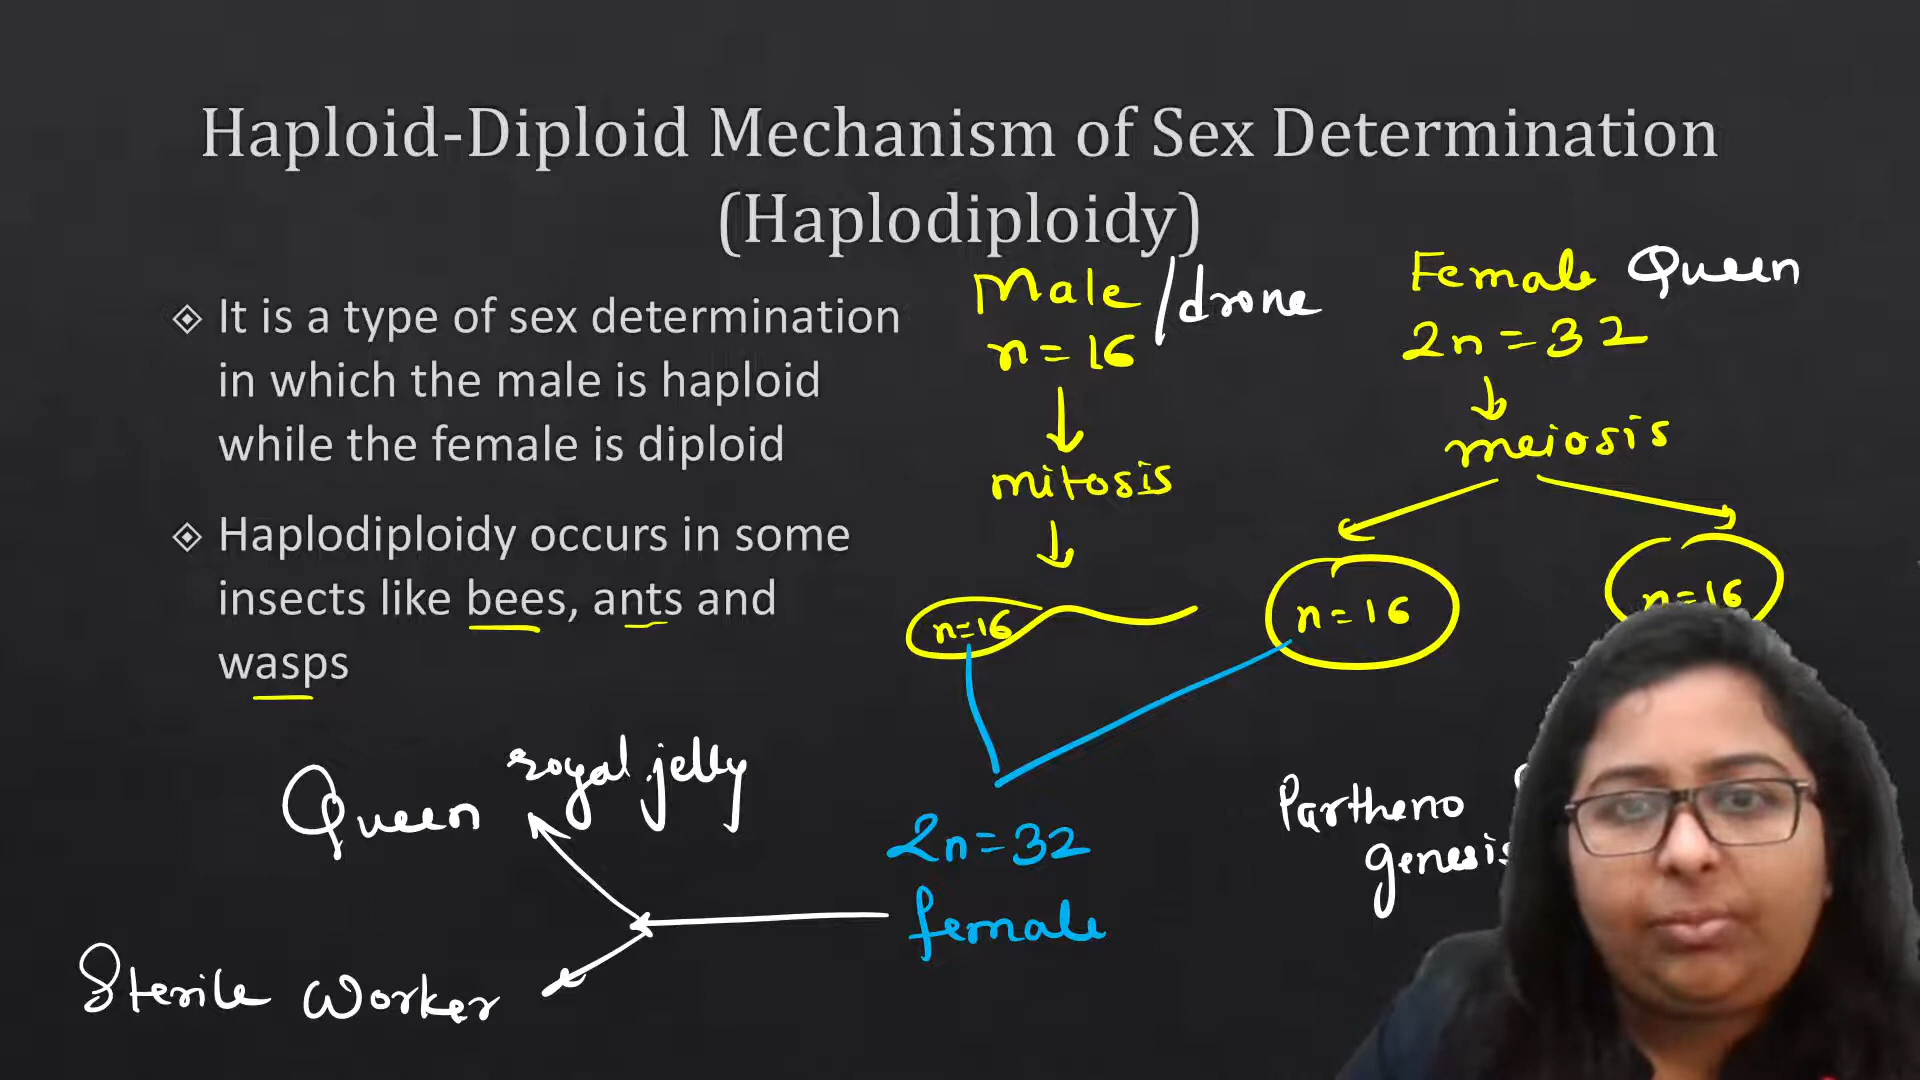 Haploid-Diploid Mechanism of Sex Determination
(Haplodiploidy)
It is a type of sex determination
in which the male is haploid
while the female is diploid
Haplodiploidy occurs in some
insects like bees, ants and
wasps
Male /drone
n=16
mitosis
n=16
Female Queen
2n=32
meiosis
n=16
n=16
2n=32
female
Partheno
genesis
Queen royal jelly
Sterile Worker